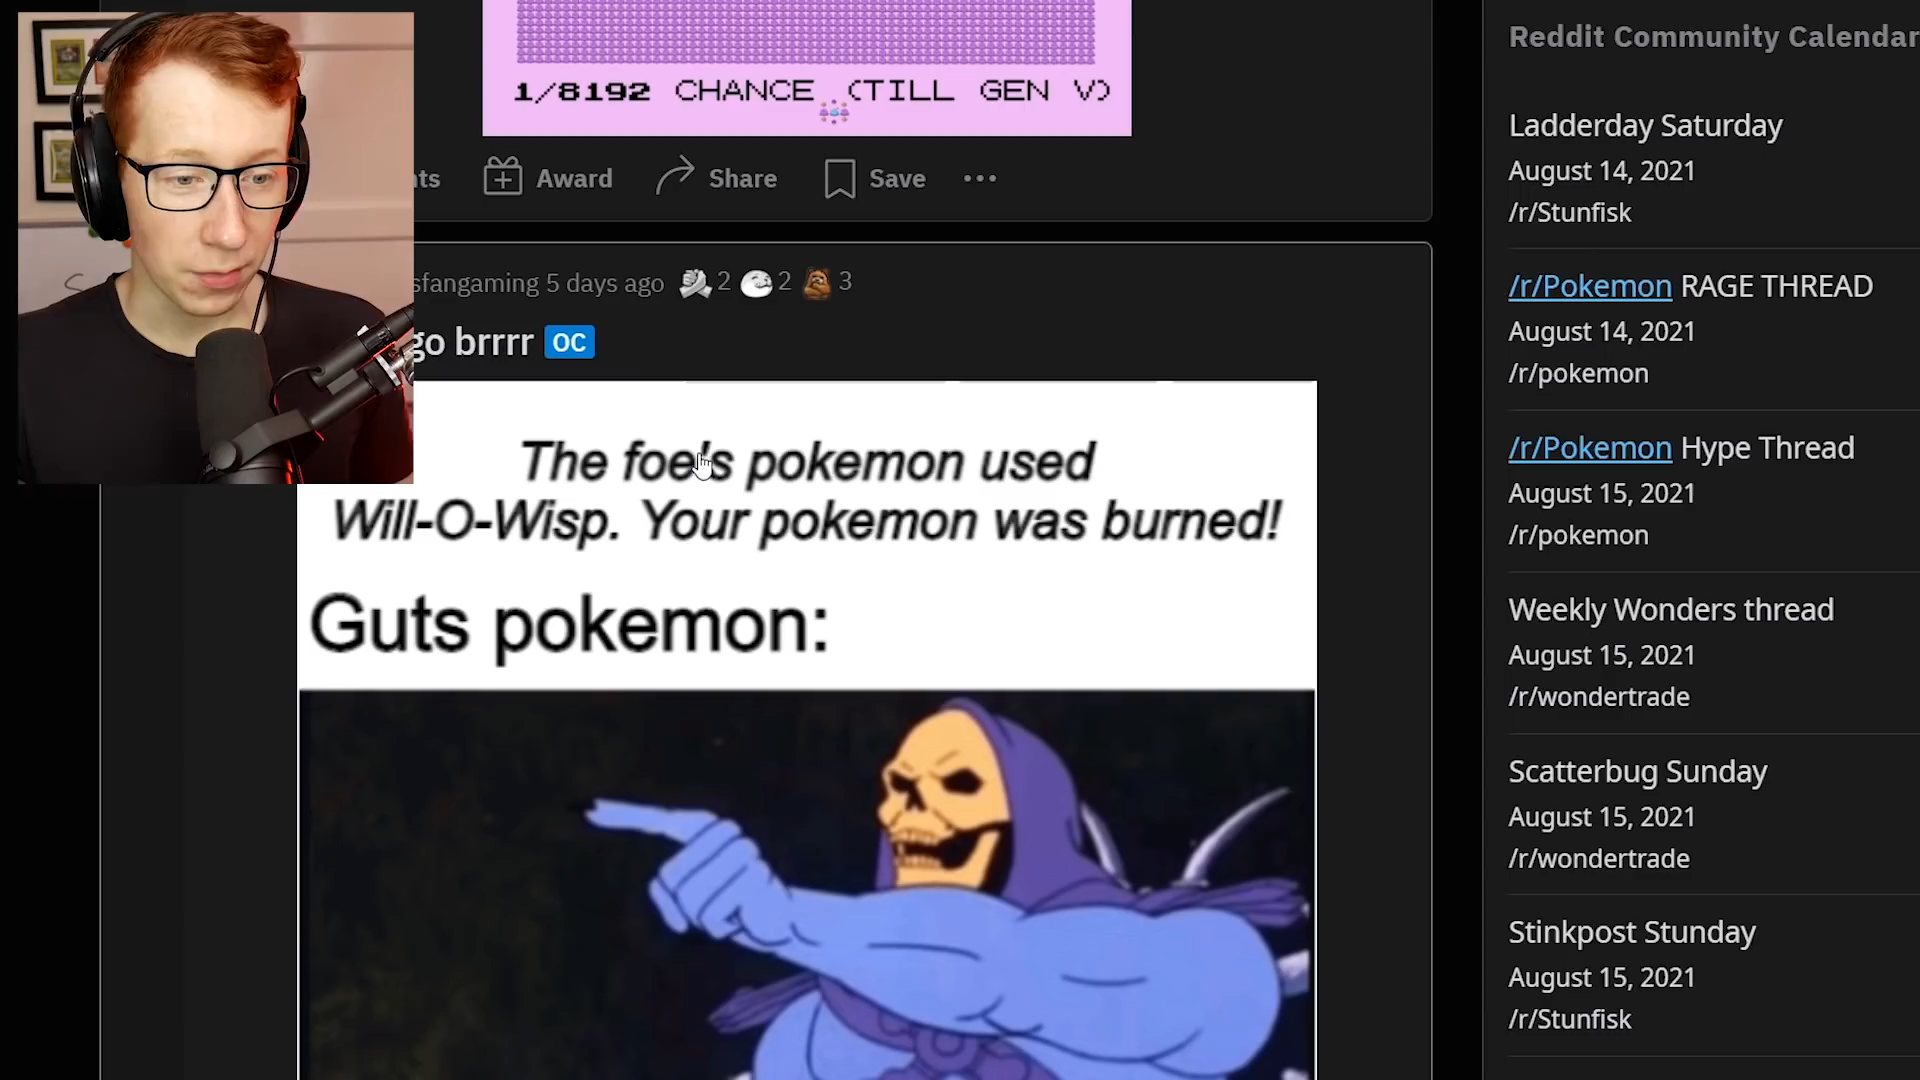 1/8192 CHANCE (TILL GEN V)
Award
Share
Save
sfangaming 5 days ago 2 2 3
go brrrr OC
The foe's pokemon used
Will-O-Wisp. Your pokemon was burned!
Guts pokemon:
Reddit Community Calendar
Ladderday Saturday
August 14, 2021
/r/Stunfisk
/r/Pokemon RAGE THREAD
August 14, 2021
/r/pokemon
/r/Pokemon Hype Thread
August 15, 2021
/r/pokemon
Weekly Wonders thread
August 15, 2021
/r/wondertrade
Scatterbug Sunday
August 15, 2021
/r/wondertrade
Stinkpost Stunday
August 15, 2021
/r/Stunfisk